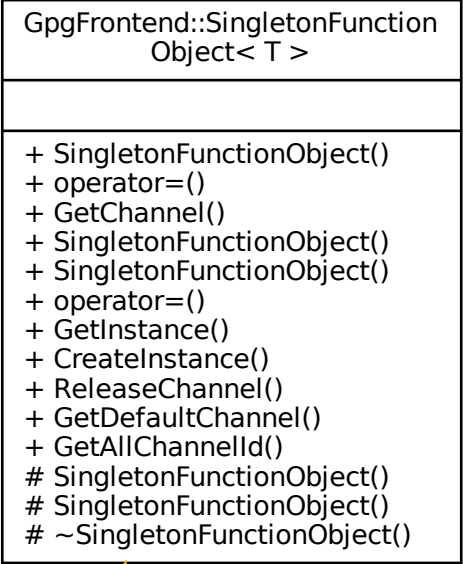 GpgFrontend::SingletonFunction
Object< T >
+ SingletonFunctionObject()
+ operator=()
+ GetChannel()
+ SingletonFunctionObject()
+ SingletonFunctionObject()
+ operator=()
+ GetInstance()
+ CreateInstance()
+ ReleaseChannel()
+ GetDefaultChannel()
+ GetAllChannelId()
# SingletonFunctionObject()
# SingletonFunctionObject()
# ~SingletonFunctionObject()